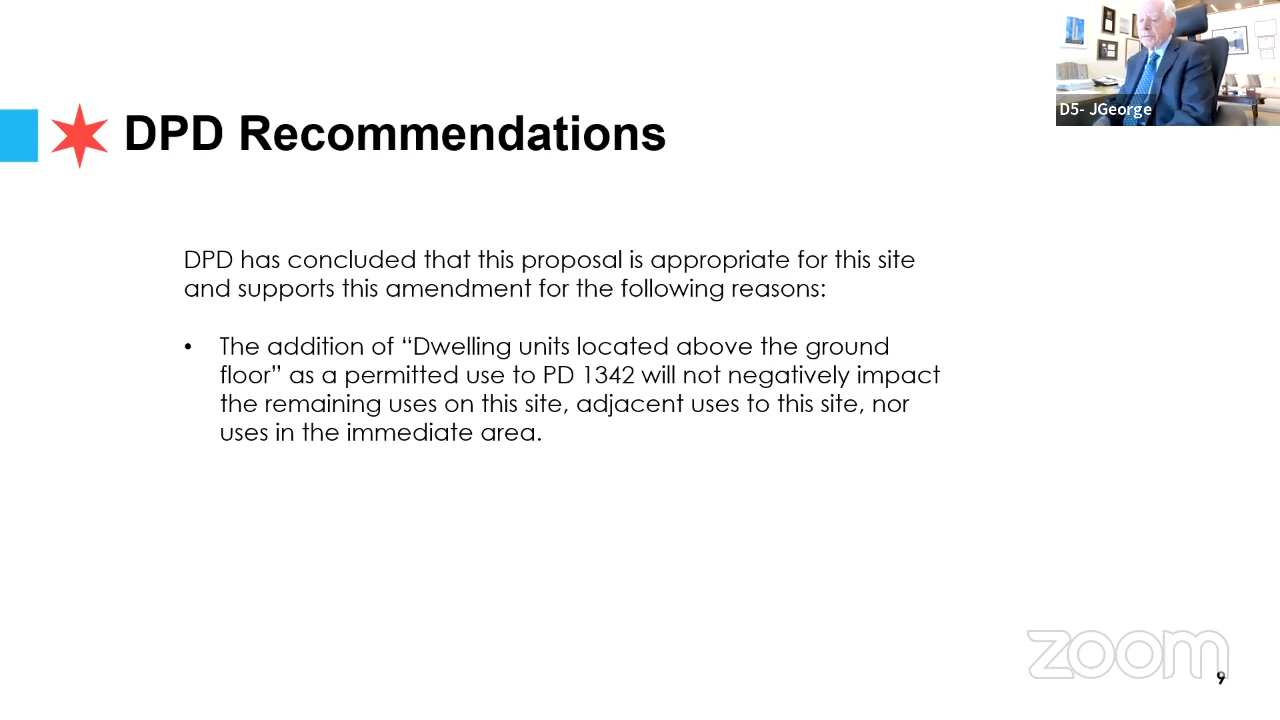 D5- JGeorge
DPD Recommendations
DPD has concluded that this proposal is appropriate for this site
and supports this amendment for the following reasons:
• The addition of “Dwelling units located above the ground
floor” as a permitted use to PD 1342 will not negatively impact
the remaining uses on this site, adjacent uses to this site, nor
uses in the immediate area.
zoom
9